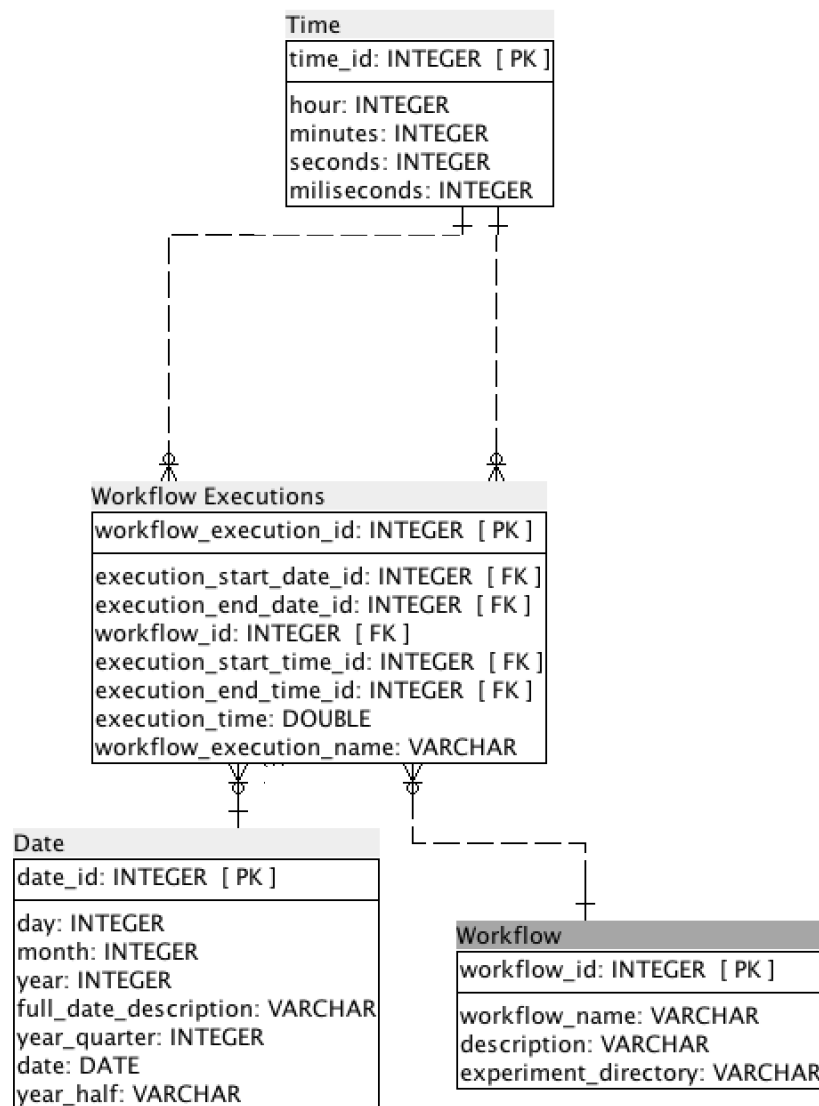 Time
time_id: INTEGER [ PK ]
hour: INTEGER
minutes: INTEGER
seconds: INTEGER
miliseconds: INTEGER
Workflow Executions
workflow_execution_id: INTEGER [ PK ]
execution_start_date_id: INTEGER [ FK ]
execution_end_date_id: INTEGER [ FK ]
workflow_id: INTEGER [ FK ]
execution_start_time_id: INTEGER [ FK ]
execution_end_time_id: INTEGER [ FK ]
execution_time: DOUBLE
workflow_execution_name: VARCHAR
Date
date_id: INTEGER [ PK ]
day: INTEGER
month: INTEGER
year: INTEGER
full_date_description: VARCHAR
year_quarter: INTEGER
date: DATE
year_half: VARCHAR
Workflow
workflow_id: INTEGER [ PK ]
workflow_name: VARCHAR
description: VARCHAR
experiment_directory: VARCHAR